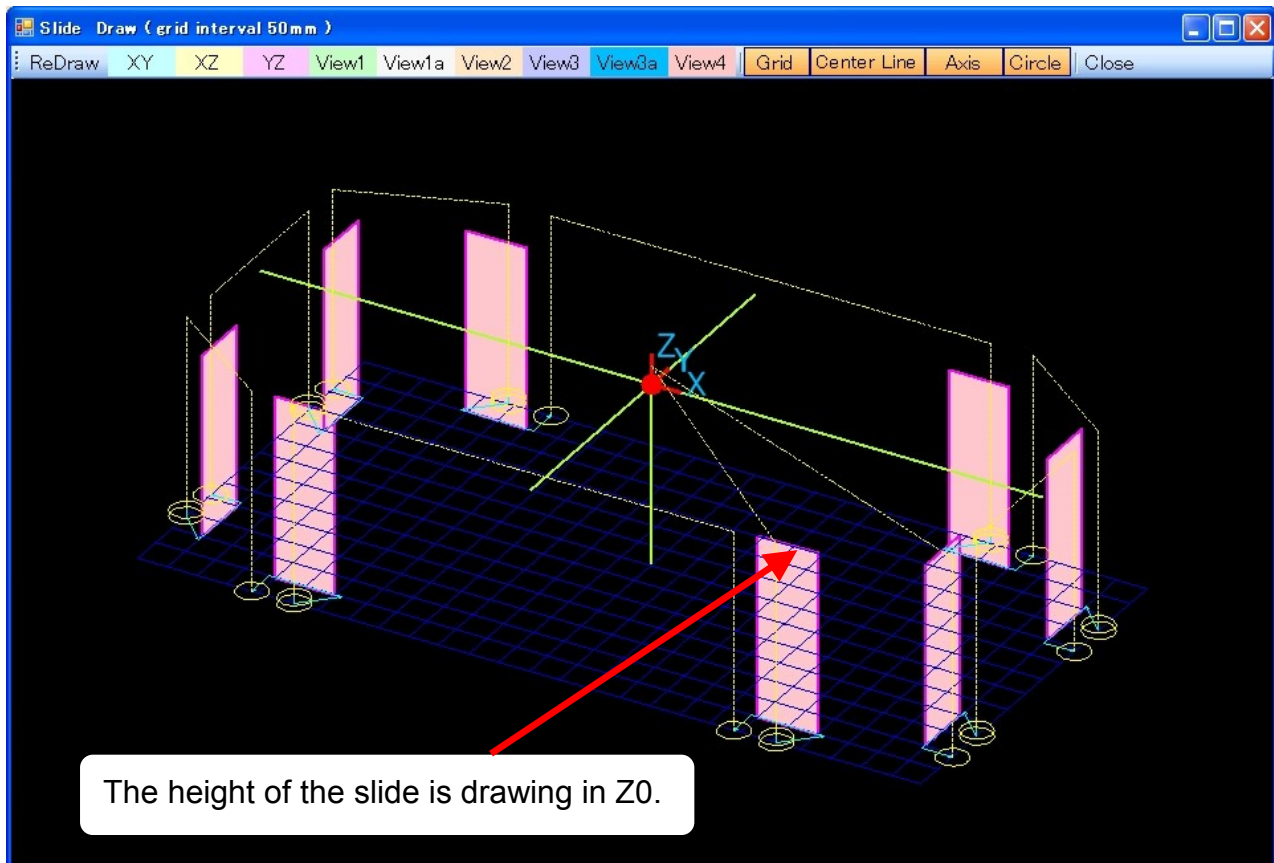 Slide Draw ( grid interval 50mm )
ReDraw XY XZ YZ View1 View1a View2 View3 View3a View4 Grid Center Line Axis Circle Close
Z
Y
X
The height of the slide is drawing in Z0.